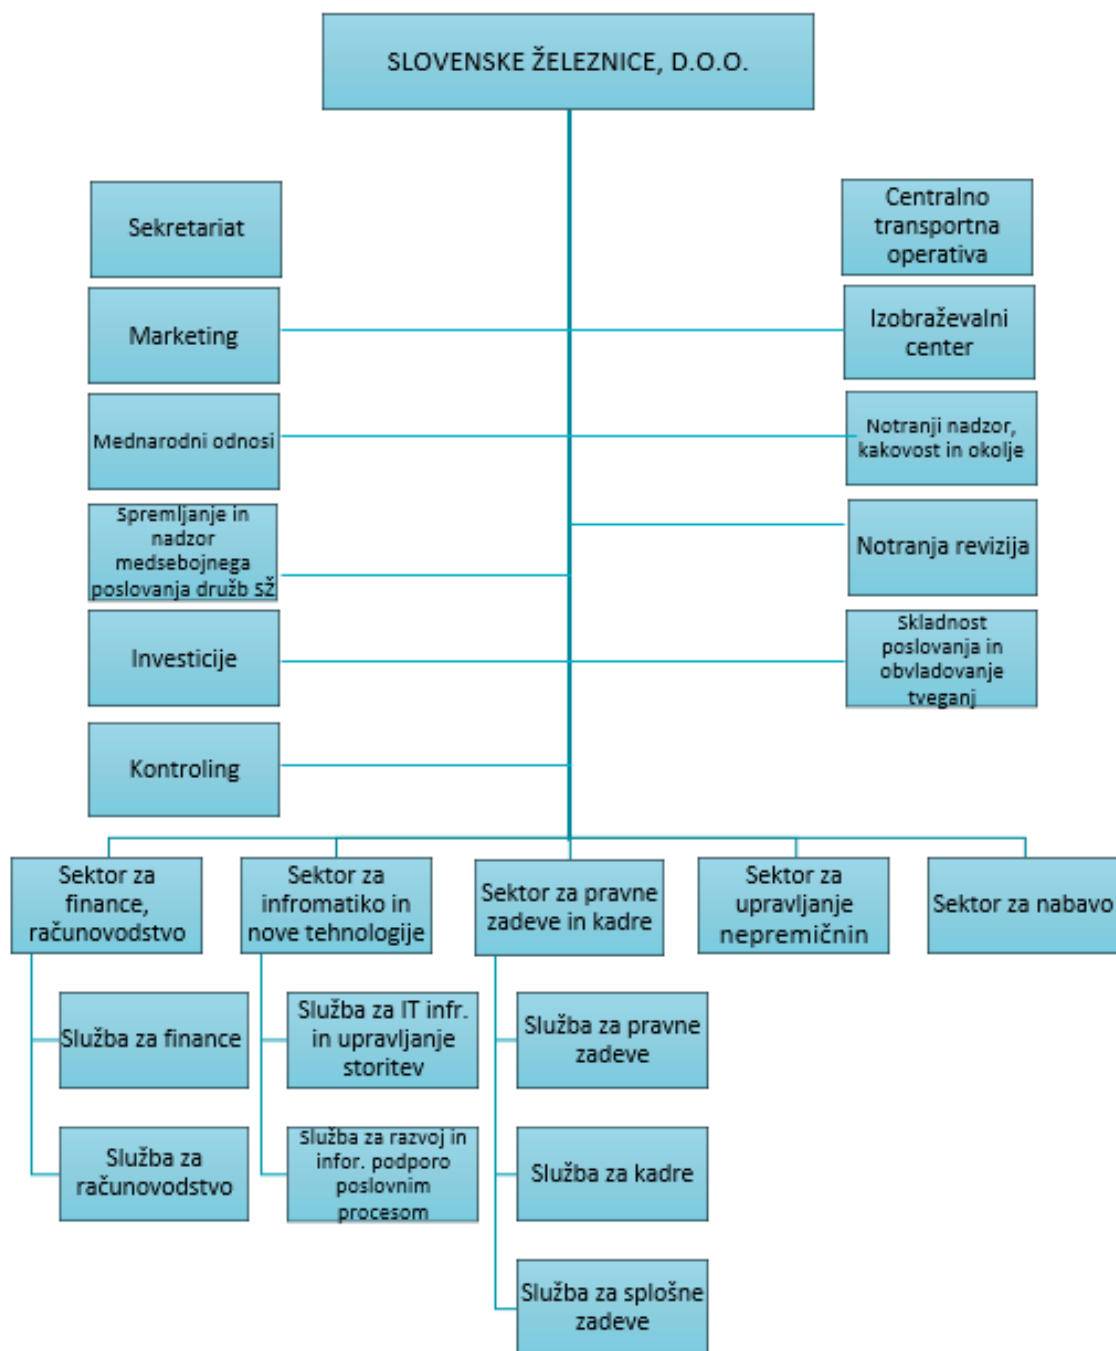 SLOVENSKE ŽELEZNICE, D.O.O.
Sekretariat
Centralno
transportna
operativa
Marketing
Izobraževalni
center
Mednarodni odnosi
Notranji nadzor,
kakovost in okolje
Spremljanje in
nadzor
medsebojnega
poslovanja družb SŽ
Notranja revizija
Investicije
Skladnost
poslovanja in
obvladovanje
tveganj
Kontroling
Sektor za
finance,
računovodstvo
Sektor za
infromatiko in
nove tehnologije
Sektor za pravne
zadeve in kadre
Sektor za
upravljanje
nepremičnin
Sektor za nabavo
Služba za finance
Služba za IT infr.
in upravljanje
storitev
Služba za pravne
zadeve
Služba za
računovodstvo
Služba za razvoj in
infor. podporo
poslovnim
procesom
Služba za kadre
Služba za splošne
zadeve